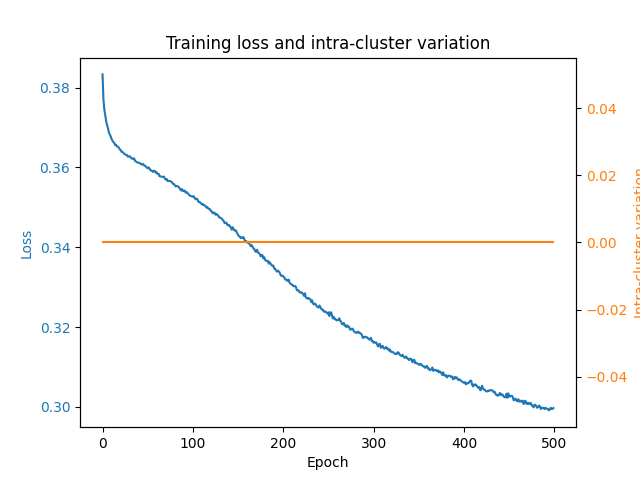 Training loss and intra-cluster variation
0.38
0.36
0.34
0.32
0.30
Loss
0.04
0.02
0.00
−0.02
−0.04
Intra-cluster variation
0 100 200 300 400 500
Epoch